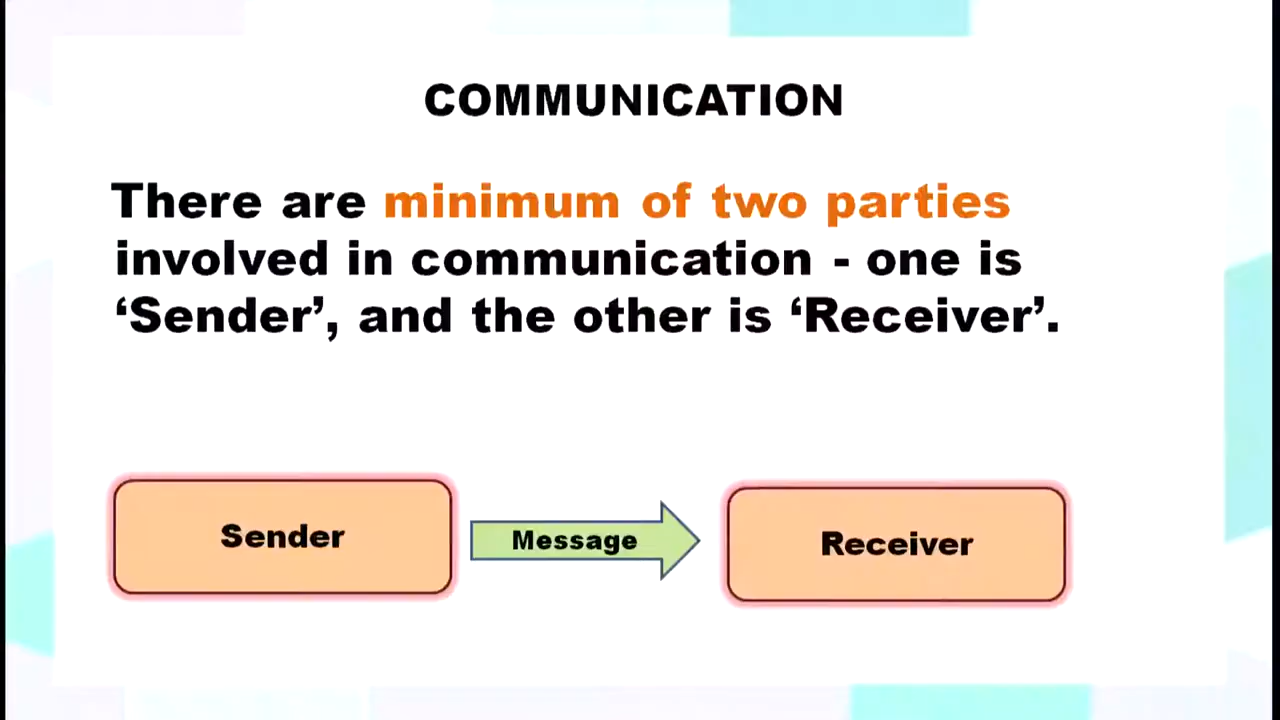 COMMUNICATION
There are minimum of two parties
involved in communication - one is
‘Sender’, and the other is ‘Receiver’.
Sender
Message
Receiver